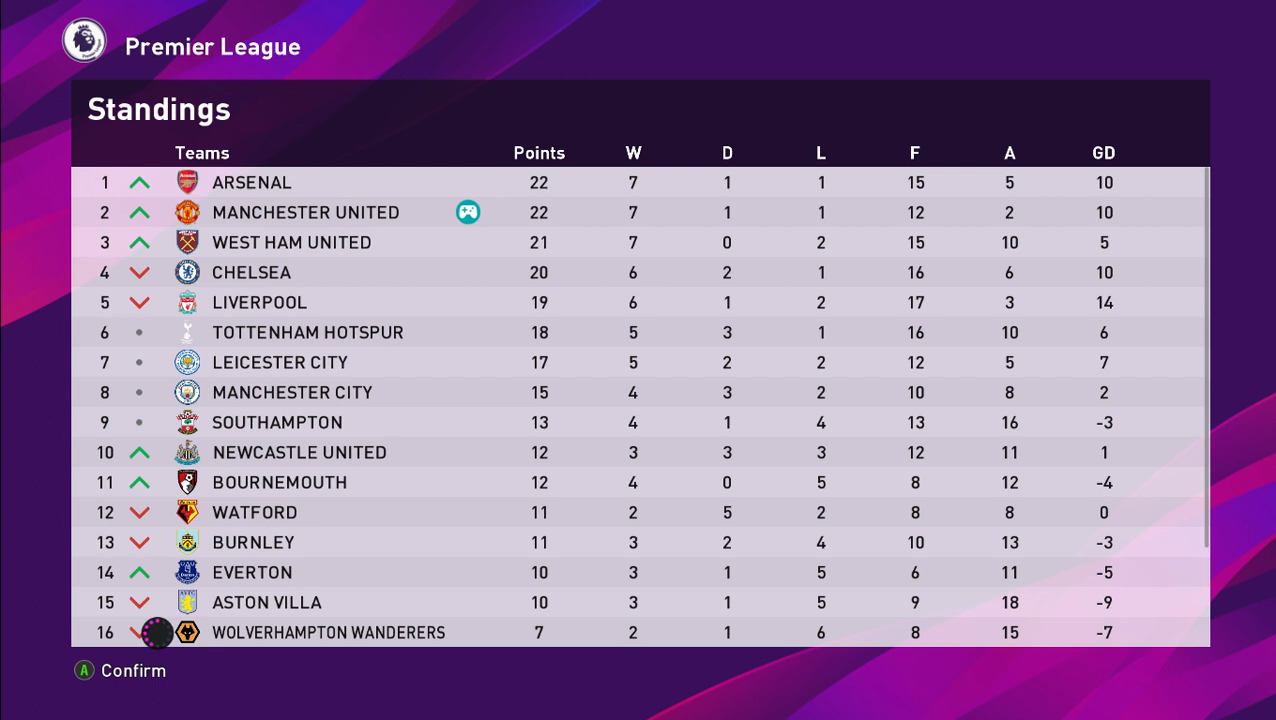 Premier League
Standings
Teams Points W D L F A GD
1 ARSENAL 22 7 1 1 15 5 10
2 MANCHESTER UNITED 22 7 1 1 12 2 10
3 WEST HAM UNITED 21 7 0 2 15 10 5
4 CHELSEA 20 6 2 1 16 6 10
5 LIVERPOOL 19 6 1 2 17 3 14
6 TOTTENHAM HOTSPUR 18 5 3 1 16 10 6
7 LEICESTER CITY 17 5 2 2 12 5 7
8 MANCHESTER CITY 15 4 3 2 10 8 2
9 SOUTHAMPTON 13 4 1 4 13 16 -3
10 NEWCASTLE UNITED 12 3 3 3 12 11 1
11 BOURNEMOUTH 12 4 0 5 8 12 -4
12 WATFORD 11 2 5 2 8 8 0
13 BURNLEY 11 3 2 4 10 13 -3
14 EVERTON 10 3 1 5 6 11 -5
15 ASTON VILLA 10 3 1 5 9 18 -9
16 WOLVERHAMPTON WANDERERS 7 2 1 6 8 15 -7
A Confirm